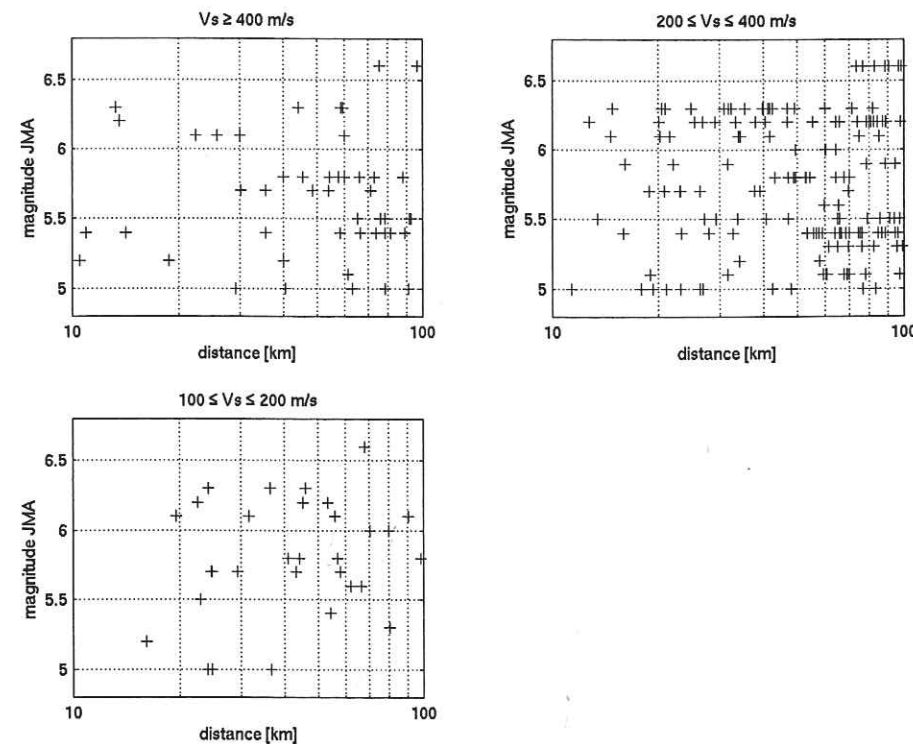 Vs ≥ 400 m/s
magnitude JMA
6.5
6
5.5
5
10
100
distance [km]
200 ≤ Vs ≤ 400 m/s
magnitude JMA
6.5
6
5.5
5
10
100
distance [km]
100 ≤ Vs ≤ 200 m/s
magnitude JMA
6.5
6
5.5
5
10
100
distance [km]